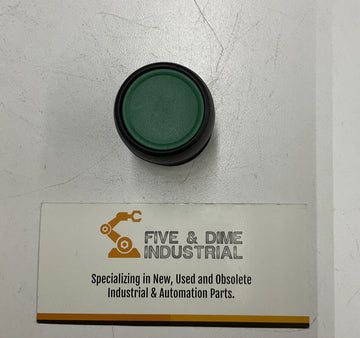 FIVE & DIME
INDUSTRIAL
Specializing in New, Used and Obsolete
Industrial & Automation Parts.